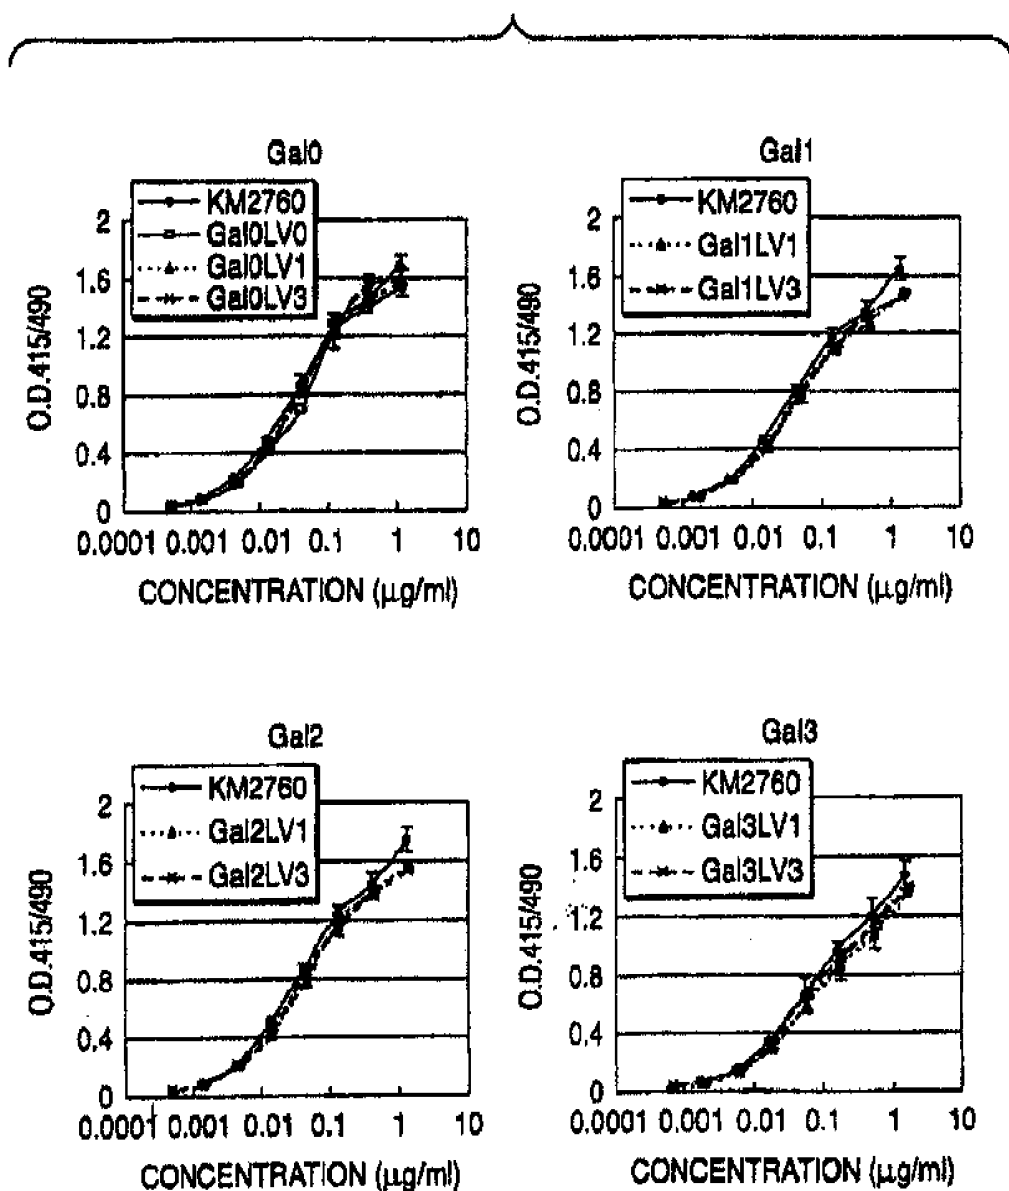 Gal0
KM2760
Gal0LV0
Gal0LV1
Gal0LV3
2
1.6
1.2
0.8
0.4
0
O.D.415/490
0.0001 0.001 0.01 0.1 1 10
CONCENTRATION (μg/ml)
Gal1
KM2760
Gal1LV1
Gal1LV3
2
1.6
1.2
0.8
0.4
0
O.D.415/490
0.0001 0.001 0.01 0.1 1 10
CONCENTRATION (μg/ml)
Gal2
KM2760
Gal2LV1
Gal2LV3
2
1.6
1.2
0.8
0.4
0
O.D.415/490
0.0001 0.001 0.01 0.1 1 10
CONCENTRATION (μg/ml)
Gal3
KM2760
Gal3LV1
Gal3LV3
2
1.6
1.2
0.8
0.4
0
O.D.415/490
0.0001 0.001 0.01 0.1 1 10
CONCENTRATION (μg/ml)